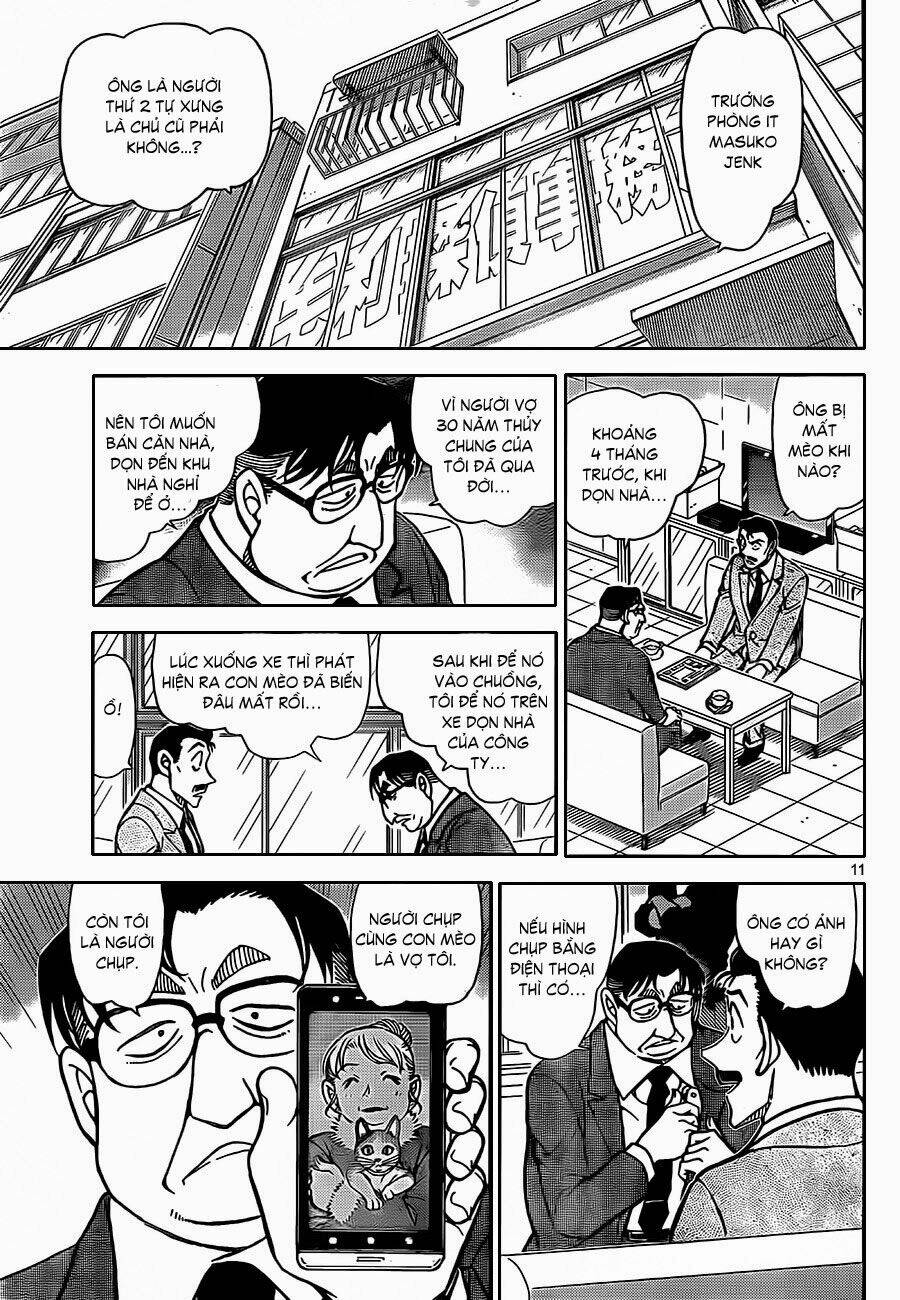 TRƯỞNG
PHÒNG IT
MASUKO
JENK
ÔNG LÀ NGƯỜI
THỨ 2 TỰ XƯNG
LÀ CHỦ CŨ PHẢI
KHÔNG...?
ÔNG BỊ
MẤT
MÈO KHI
NÀO?
KHOẢNG
4 THÁNG
TRƯỚC, KHI
DỌN NHÀ...
VÌ NGƯỜI VỢ
30 NĂM THỦY
CHUNG CỦA
TÔI ĐÃ QUA
ĐỜI...
NÊN TÔI MUỐN
BÁN CĂN NHÀ,
DỌN ĐẾN KHU
NHÀ NGHỈ
ĐỂ Ở...
SAU KHI ĐỂ NÓ
VÀO CHUỒNG,
TÔI ĐỂ NÓ TRÊN
XE DỌN NHÀ
CỦA CÔNG
TY...
LÚC XUỐNG XE THÌ PHÁT
HIỆN RA CON MÈO ĐÃ BIẾN
ĐÂU MẤT RỒI...
Ồ!
11
ÔNG CÓ ẢNH
HAY GÌ
KHÔNG?
NẾU HÌNH
CHỤP BẰNG
ĐIỆN THOẠI
THÌ CÓ...
NGƯỜI CHỤP
CÙNG CON MÈO
LÀ VỢ TÔI.
CÒN TÔI
LÀ NGƯỜI
CHỤP.